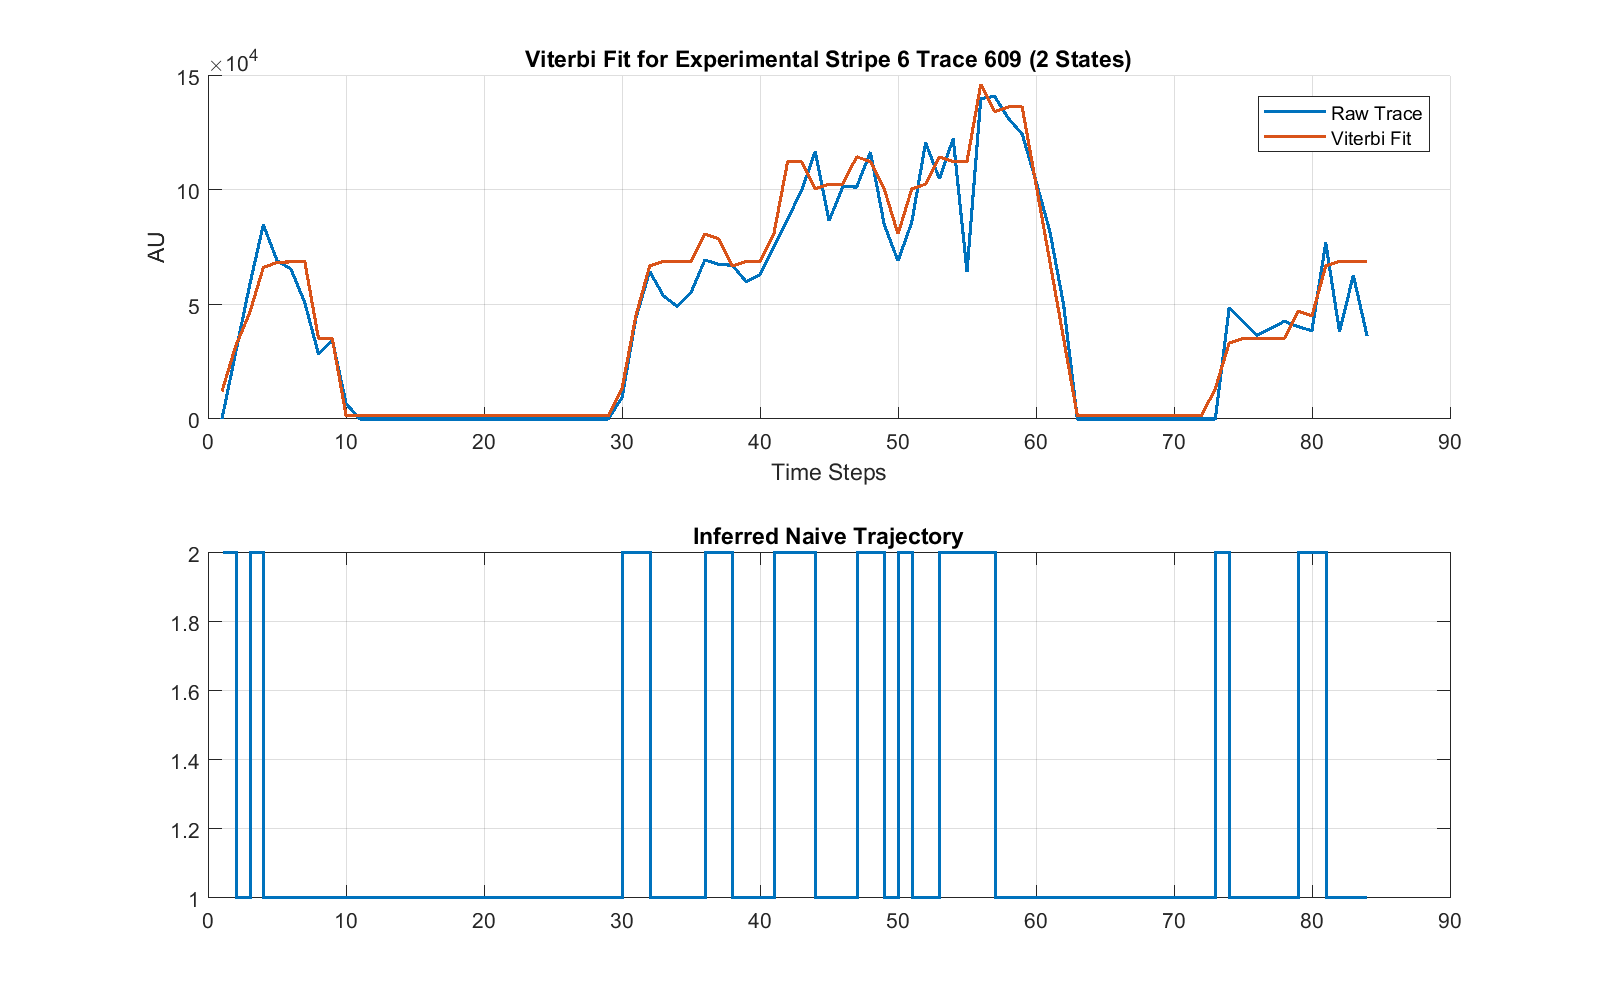 Viterbi Fit for Experimental Stripe 6 Trace 609 (2 States)
×10⁴
15
10
5
0
AU
Raw Trace
Viterbi Fit
0 10 20 30 40 50 60 70 80 90
Time Steps
Inferred Naive Trajectory
2
1.8
1.6
1.4
1.2
1
0 10 20 30 40 50 60 70 80 90